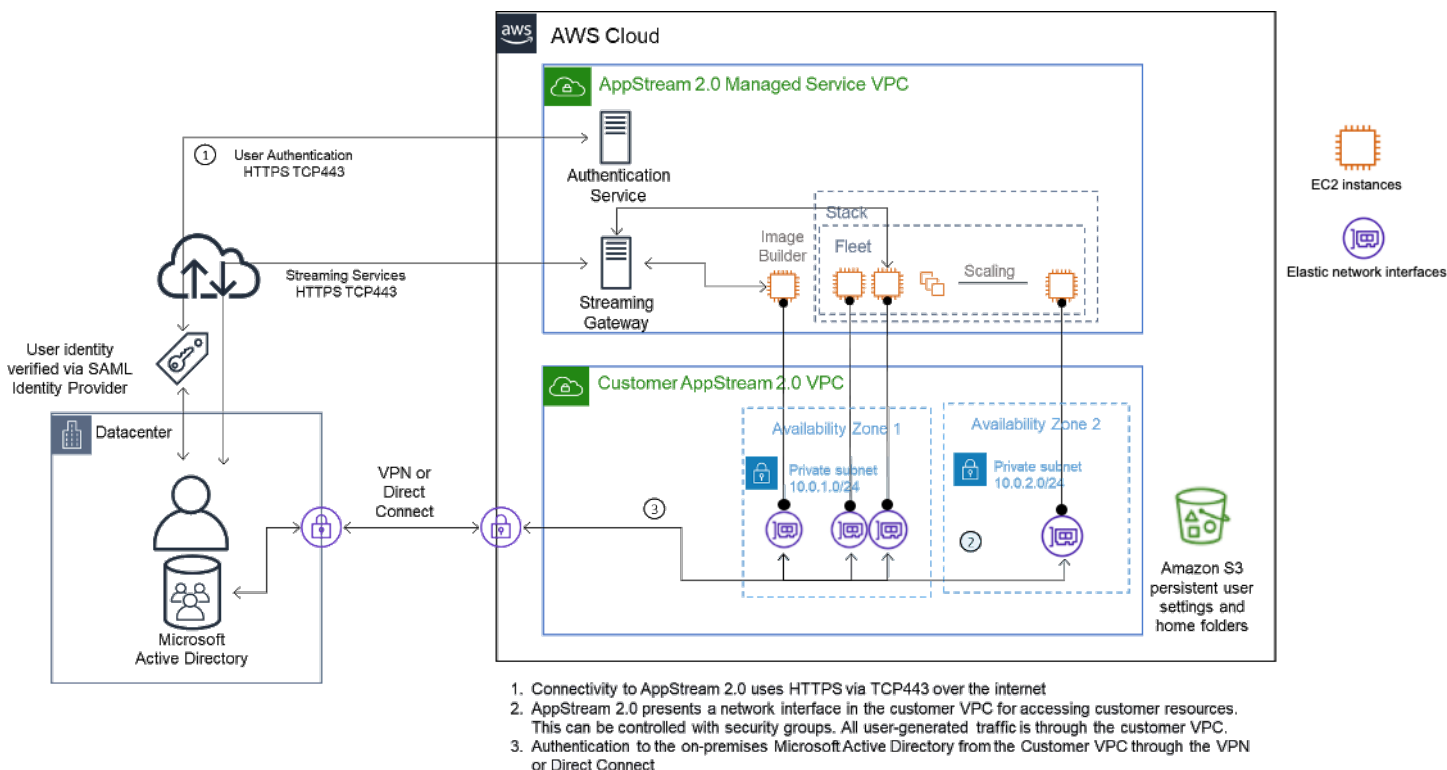 aws
AWS Cloud
AppStream 2.0 Managed Service VPC
1
User Authentication
HTTPS TCP443
Authentication
Service
Stack
Image
Builder
Fleet
Scaling
Streaming Services
HTTPS TCP443
Streaming
Gateway
EC2 instances
Elastic network interfaces
User identity
verified via SAML
Identity Provider
Customer AppStream 2.0 VPC
Datacenter
Availability Zone 1
Availability Zone 2
Private subnet
10.0.1.0/24
Private subnet
10.0.2.0/24
VPN or
Direct
Connect
3
2
Amazon S3
persistent user
settings and
home folders
Microsoft
Active Directory
1. Connectivity to AppStream 2.0 uses HTTPS via TCP443 over the internet
2. AppStream 2.0 presents a network interface in the customer VPC for accessing customer resources.
This can be controlled with security groups. All user-generated traffic is through the customer VPC.
3. Authentication to the on-premises Microsoft Active Directory from the Customer VPC through the VPN
or Direct Connect